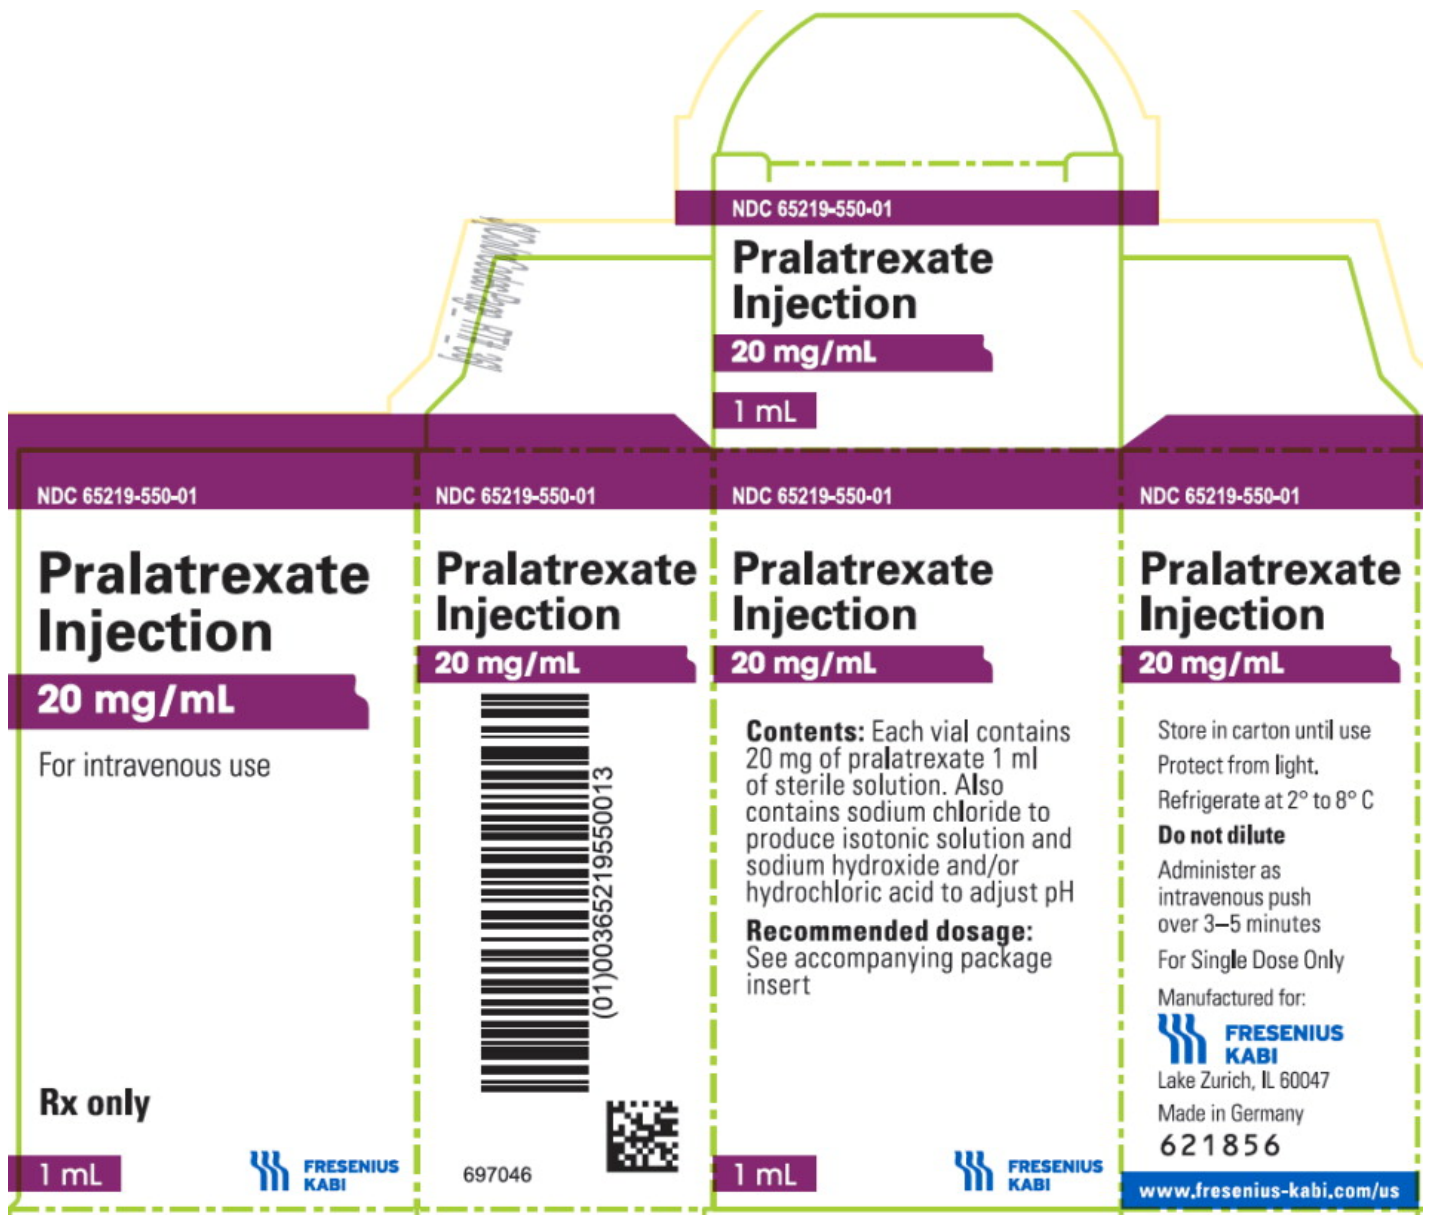 NDC 65219-550-01
Pralatrexate
Injection
20 mg/mL
1 mL
NDC 65219-550-01
Pralatrexate
Injection
20 mg/mL
For intravenous use
Rx only
1 mL
FRESENIUS
KABI
NDC 65219-550-01
Pralatrexate
Injection
20 mg/mL
(01)00365219550013
697046
NDC 65219-550-01
Pralatrexate
Injection
20 mg/mL
Contents: Each vial contains
20 mg of pralatrexate 1 ml
of sterile solution. Also
contains sodium chloride to
produce isotonic solution and
sodium hydroxide and/or
hydrochloric acid to adjust pH
Recommended dosage:
See accompanying package
insert
1 mL
FRESENIUS
KABI
NDC 65219-550-01
Pralatrexate
Injection
20 mg/mL
Store in carton until use
Protect from light.
Refrigerate at 2° to 8° C
Do not dilute
Administer as
intravenous push
over 3–5 minutes
For Single Dose Only
Manufactured for:
FRESENIUS
KABI
Lake Zurich, IL 60047
Made in Germany
621856
www.fresenius-kabi.com/us